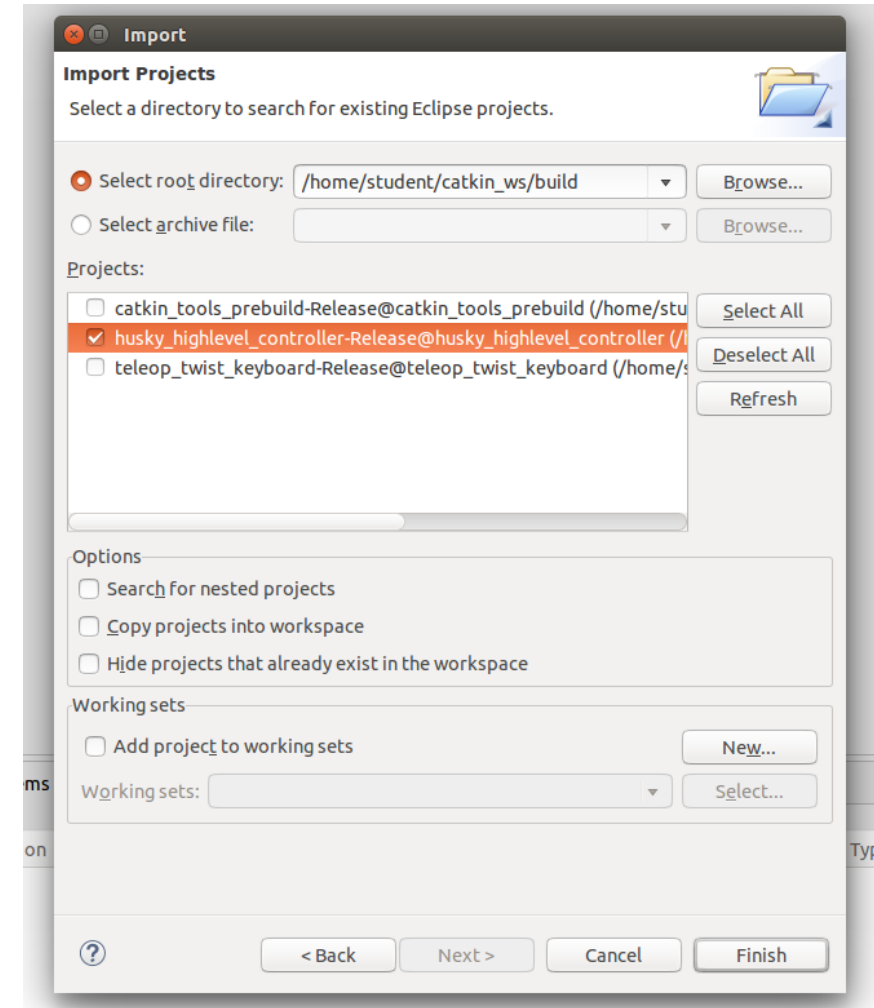 Import
Import Projects
Select a directory to search for existing Eclipse projects.
Select root directory: /home/student/catkin_ws/build Browse...
Select archive file: Browse...
Projects:
catkin_tools_prebuild-Release@catkin_tools_prebuild (/home/stu Select All
husky_highlevel_controller-Release@husky_highlevel_controller (/h
Deselect All
teleop_twist_keyboard-Release@teleop_twist_keyboard (/home/s
Refresh
Options
Search for nested projects
Copy projects into workspace
Hide projects that already exist in the workspace
Working sets
Add project to working sets New...
ems
Working sets: Select...
on Typ
? < Back Next > Cancel Finish